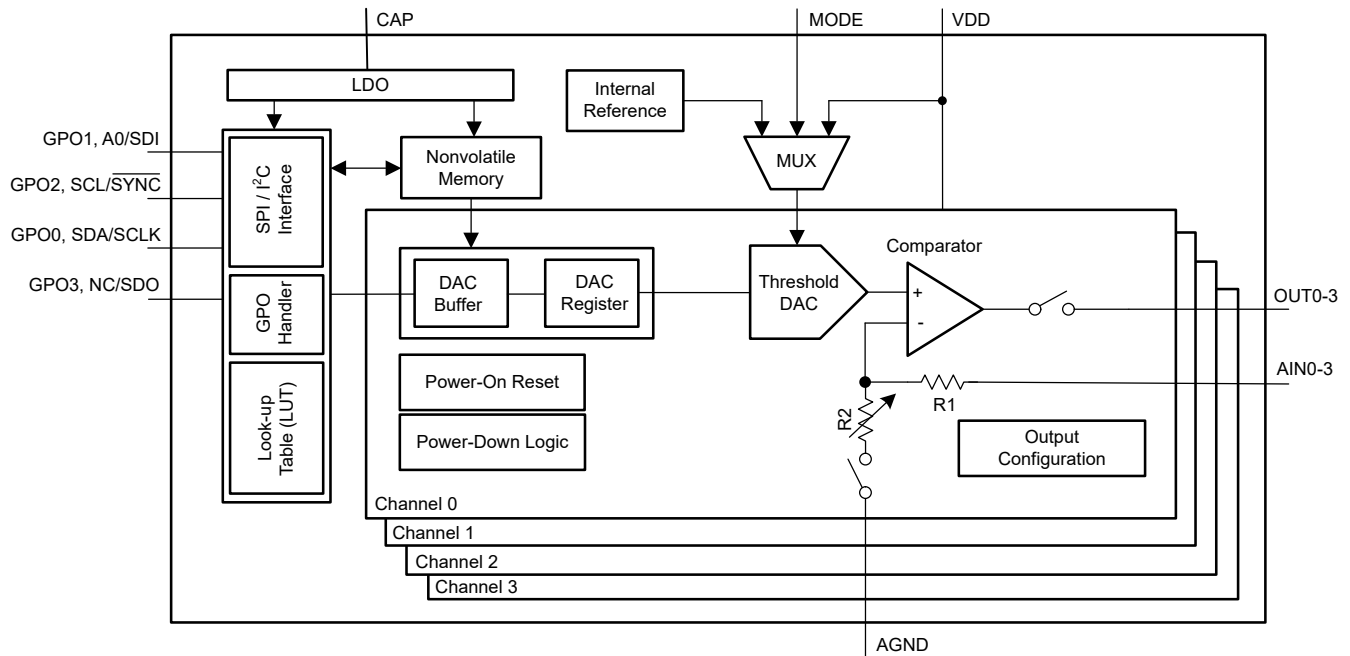 CAP
MODE
VDD
LDO
Internal
Reference
GPO1, A0/SDI
GPO2, SCL/SYNC
GPO0, SDA/SCLK
GPO3, NC/SDO
SPI / I²C
Interface
GPO
Handler
Look-up
Table (LUT)
Nonvolatile
Memory
MUX
DAC
Buffer
DAC
Register
Threshold
DAC
Comparator
+
-
OUT0-3
AIN0-3
R1
R2
Power-On Reset
Power-Down Logic
Output
Configuration
Channel 0
Channel 1
Channel 2
Channel 3
AGND